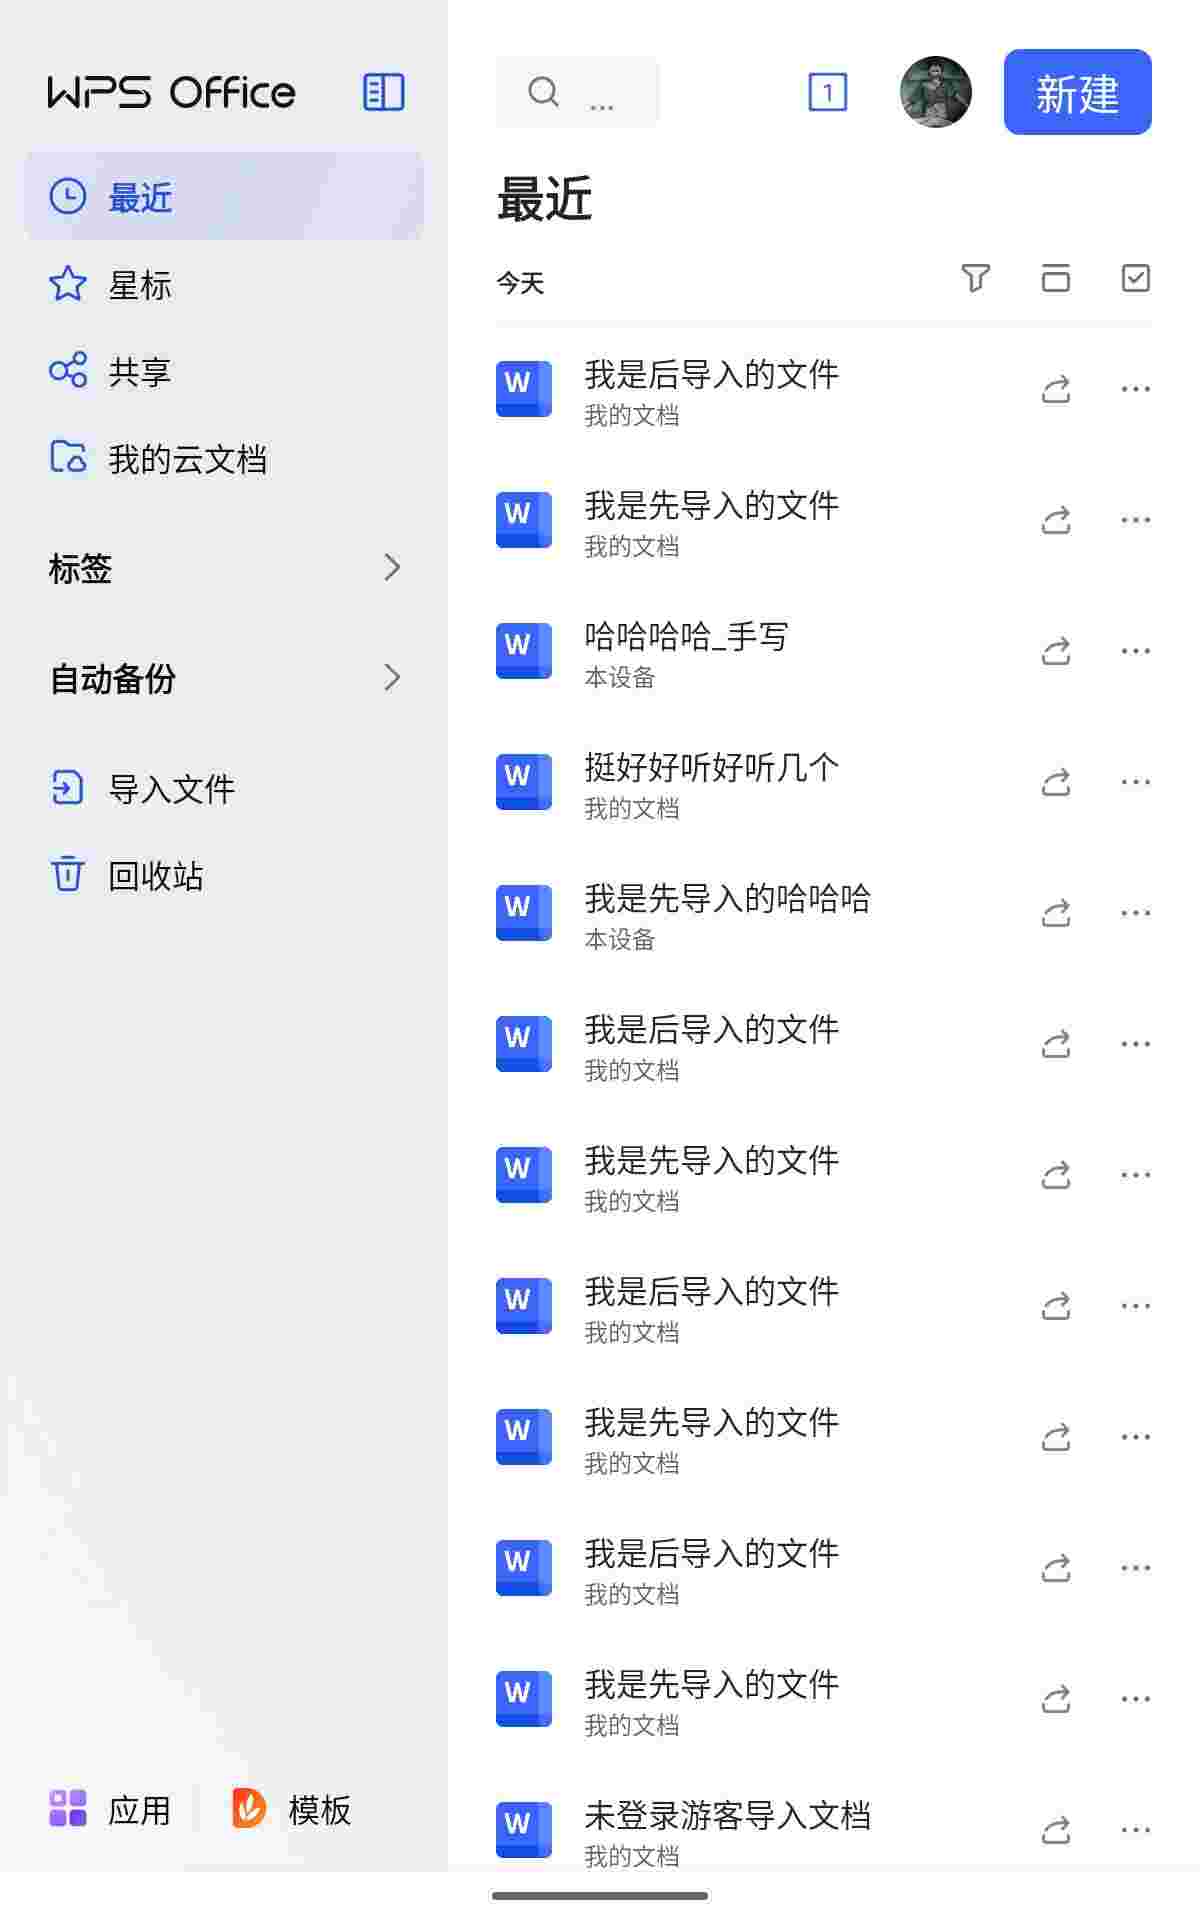 WPS Office
最近
星标
共享
我的云文档
标签
自动备份
导入文件
回收站
应用
模板
...
1
新建
最近
今天
W
我是后导入的文件
我的文档
W
我是先导入的文件
我的文档
W
哈哈哈哈_手写
本设备
W
挺好好听好听几个
我的文档
W
我是先导入的哈哈哈
本设备
W
我是后导入的文件
我的文档
W
我是先导入的文件
我的文档
W
我是后导入的文件
我的文档
W
我是先导入的文件
我的文档
W
我是后导入的文件
我的文档
W
我是先导入的文件
我的文档
W
未登录游客导入文档
我的文档